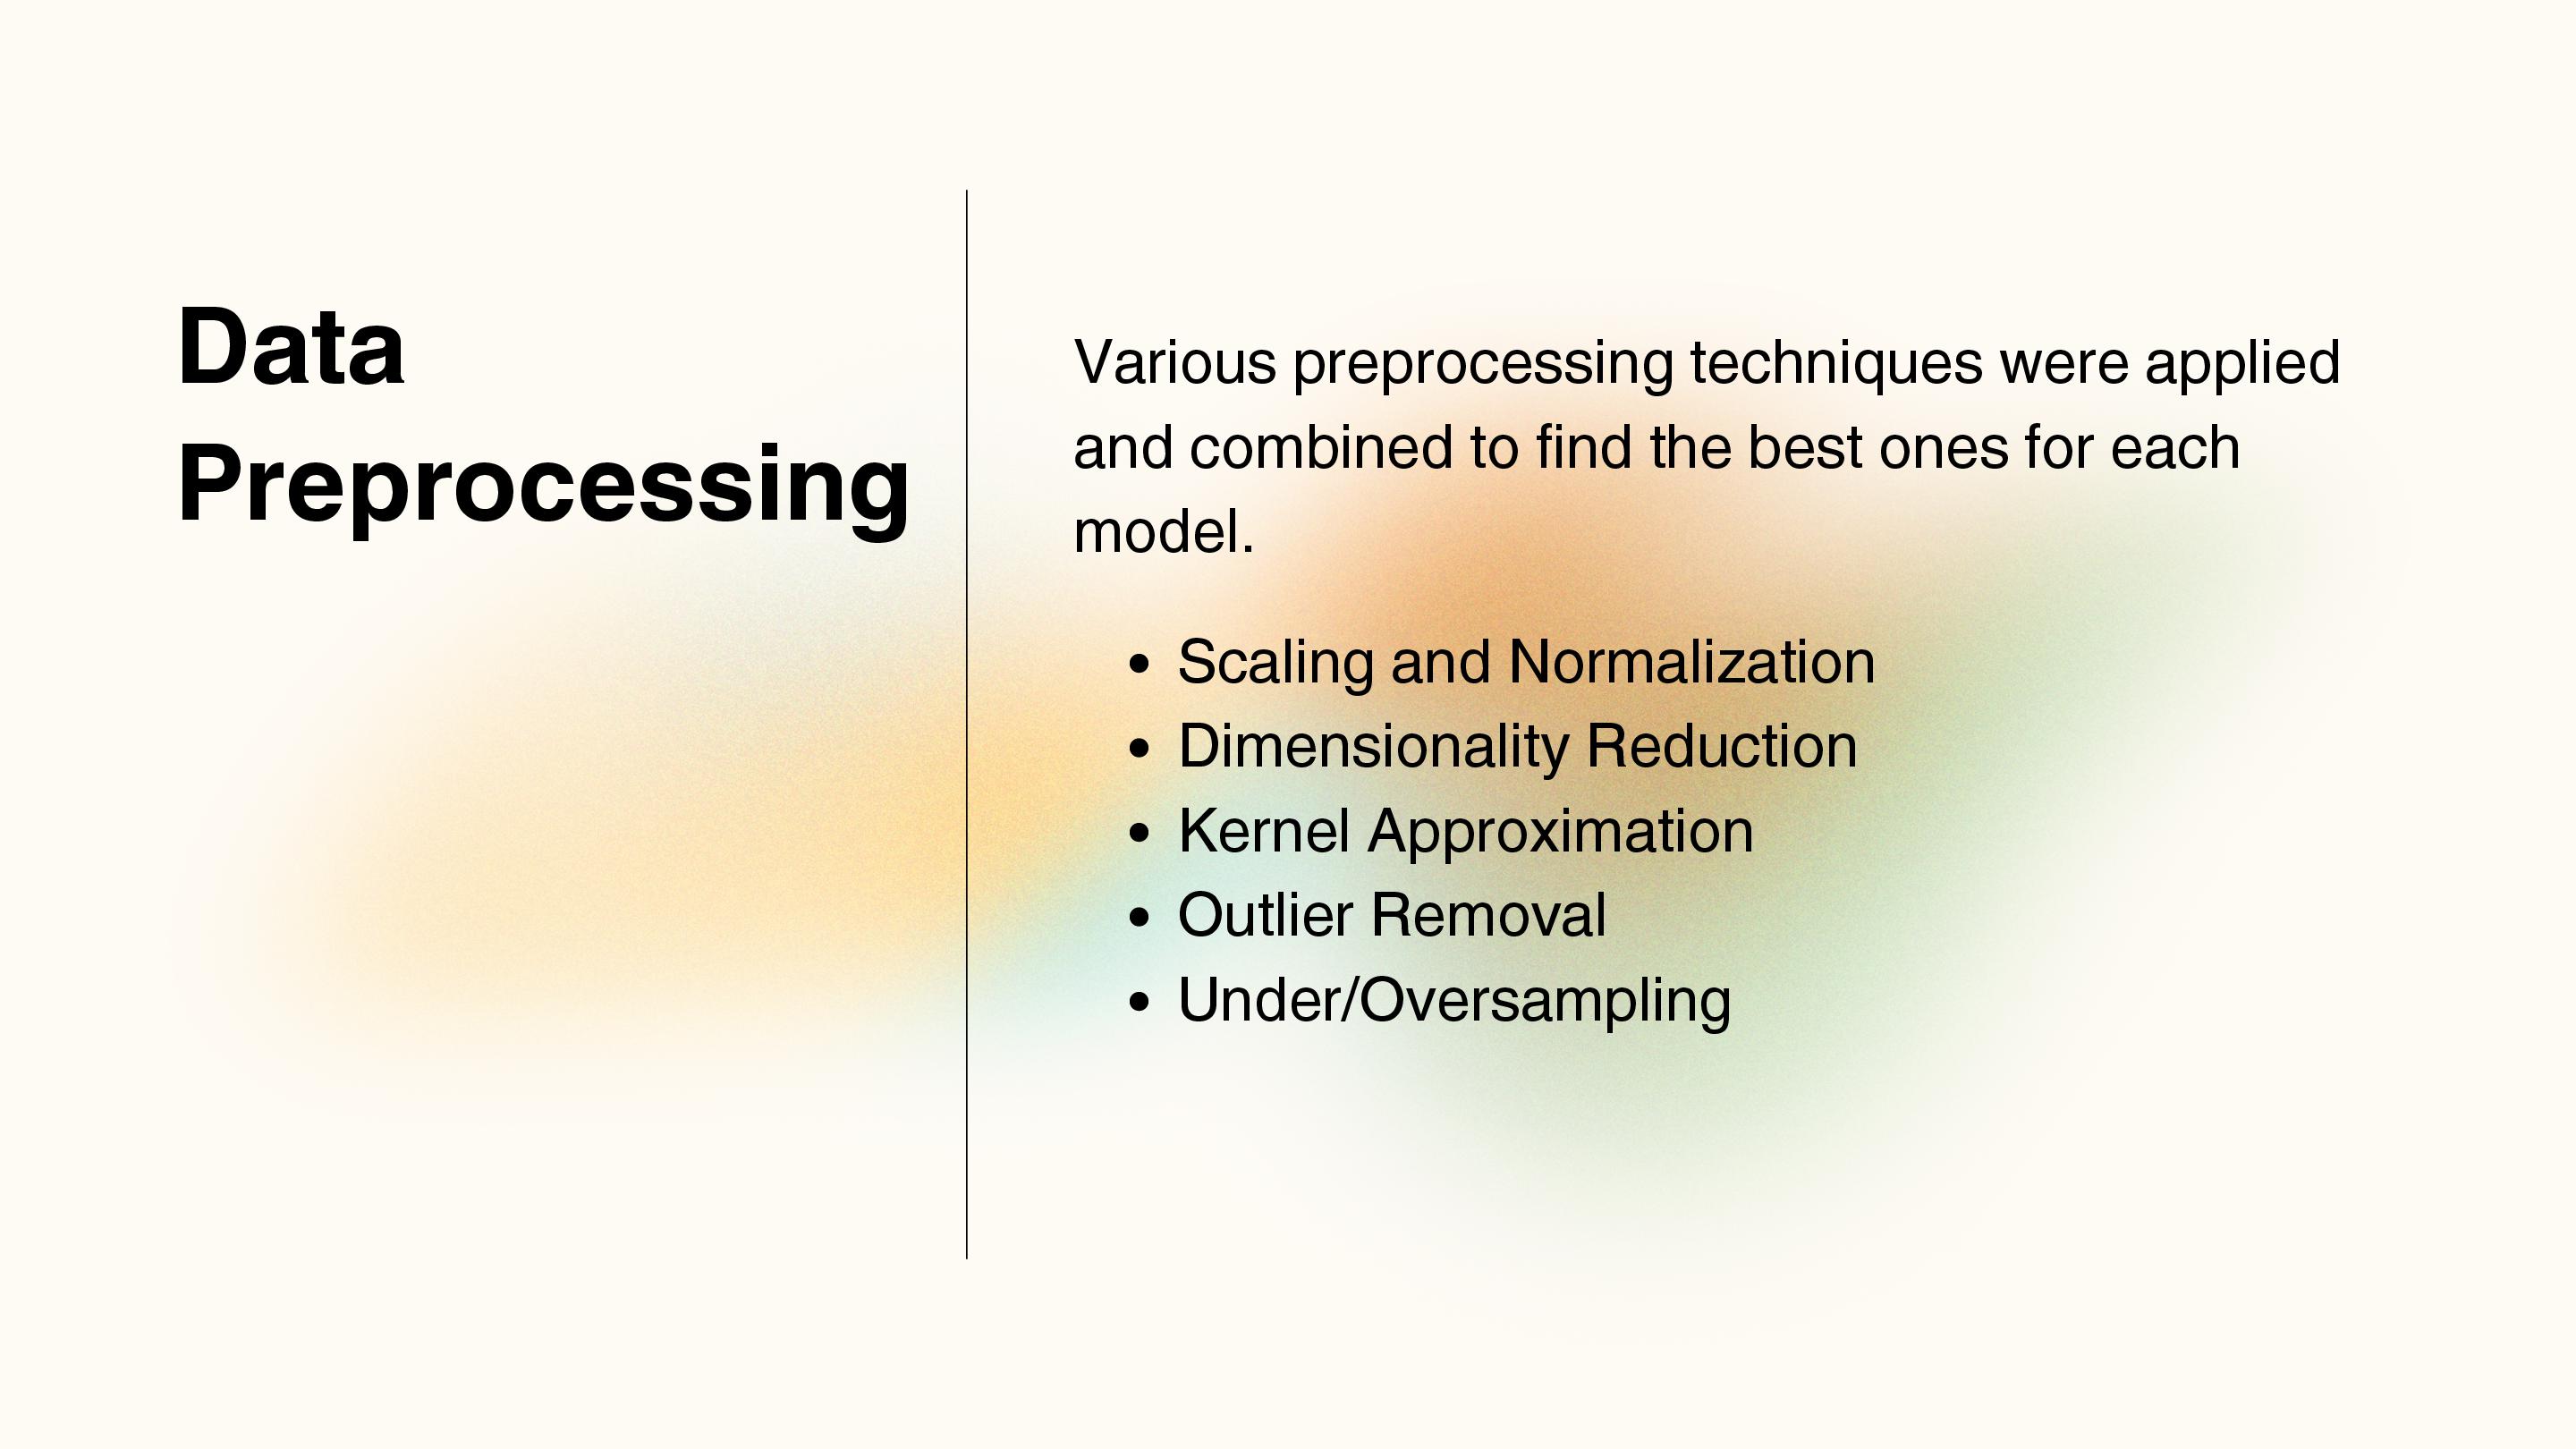 Data
Preprocessing
Various preprocessing techniques were applied
and combined to find the best ones for each
model.
• Scaling and Normalization
• Dimensionality Reduction
• Kernel Approximation
• Outlier Removal
• Under/Oversampling